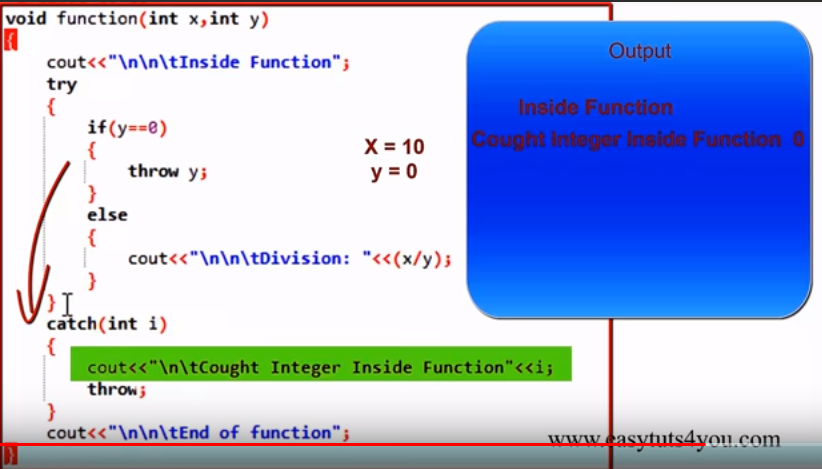 void function(int x,int y)
{
cout<<"\n\n\tInside Function";
try
{
if(y==0)
{
throw y;
}
else
{
cout<<"\n\n\tDivision: "<<(x/y);
}
}
catch(int i)
{
cout<<"\n\tCought Integer Inside Function"<<i;
throw;
}
cout<<"\n\n\tEnd of function";
}
X = 10
y = 0
Output
Inside Function
Cought Integer Inside Function 0
www.easytuts4you.com